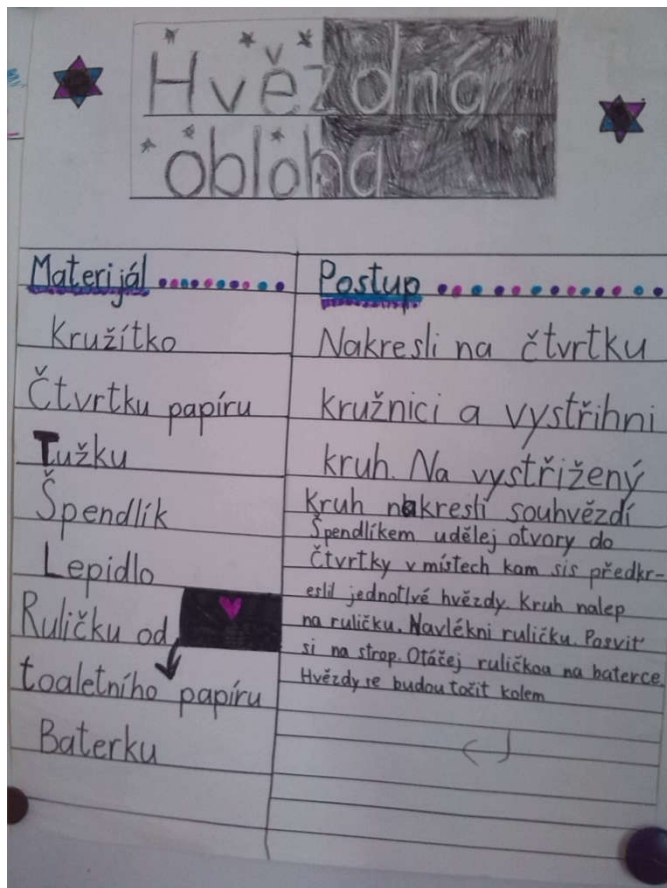 Hvězdná
obloha
Materijál
Kružítko
Čtvrtku papíru
Tužku
Špendlík
Lepidlo
Ruličku od
toaletního papíru
Baterku
Postup
Nakresli na čtvrtku
kružnici a vystřihni
kruh. Na vystřižený
Kruh nakresli souhvězdí
Špendlíkem udělej otvory do
Čtvrtky v místech kam sis předkr-
eslil jednotlvé hvězdy. Kruh nalep
na ruličku. Navlékni ruličku. Posviť
si na strop. Otáčej ruličkou na baterce.
Hvězdy se budou točit kolem